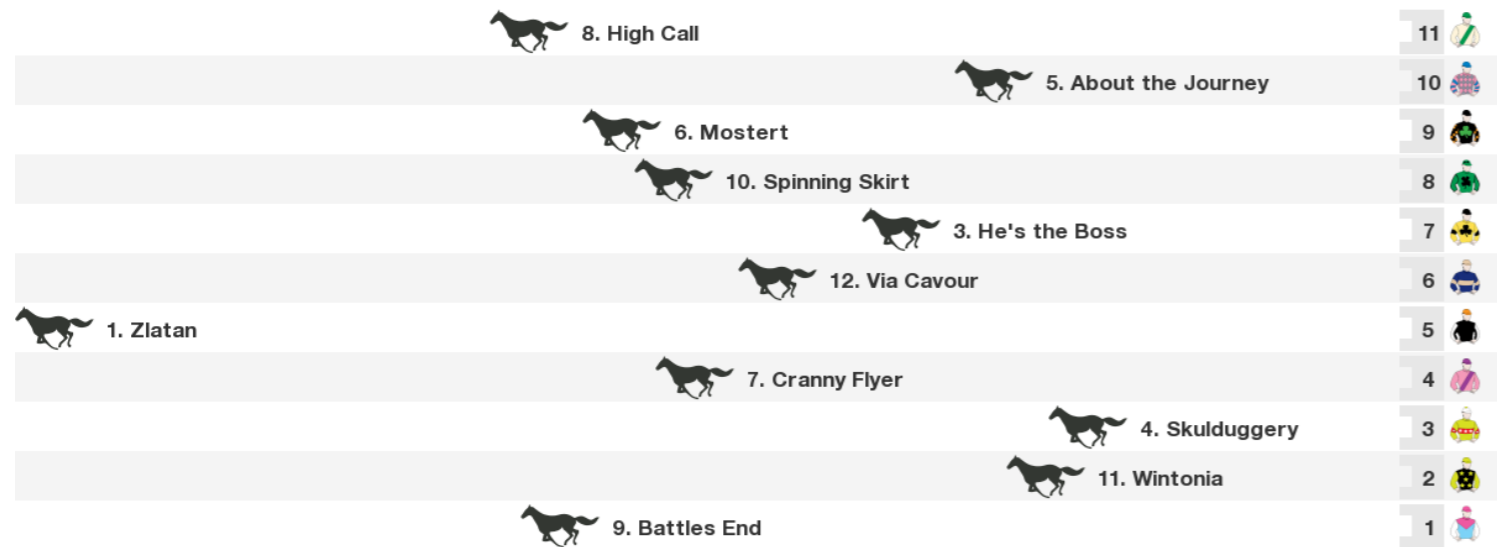 8. High Call 11
5. About the Journey 10
6. Mostert 9
10. Spinning Skirt 8
3. He's the Boss 7
12. Via Cavour 6
1. Zlatan 5
7. Cranny Flyer 4
4. Skulduggery 3
11. Wintonia 2
9. Battles End 1